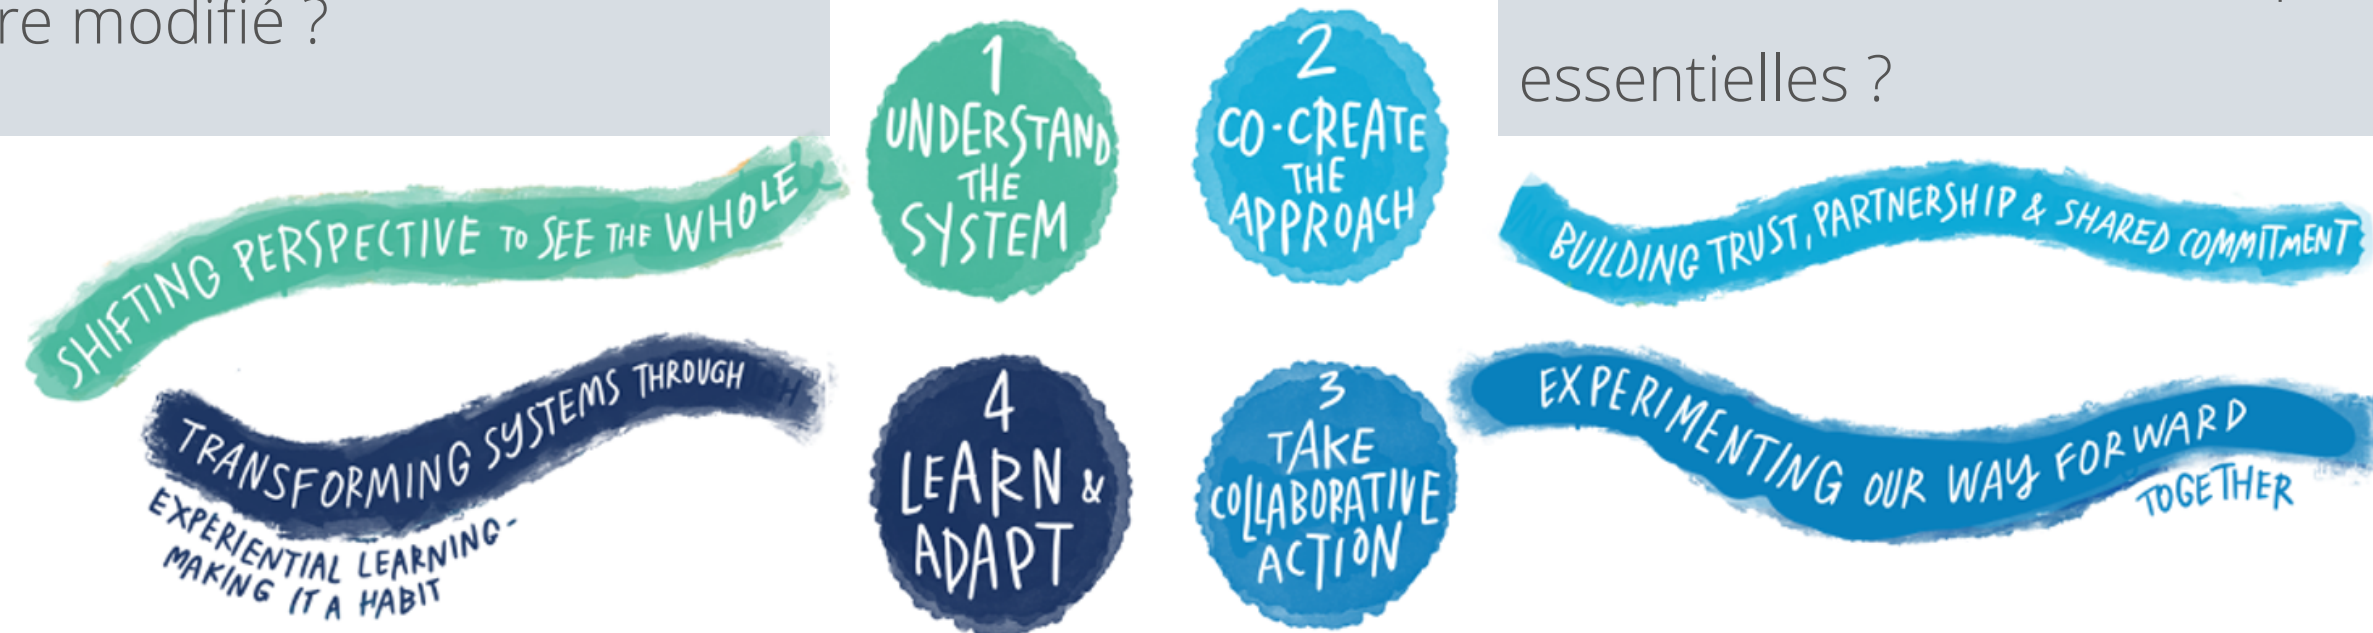 re modifié ?
essentielles ?
1
UNDERSTAND
THE
SYSTEM
2
CO-CREATE
THE
APPROACH
SHIFTING PERSPECTIVE TO SEE THE WHOLE
BUILDING TRUST, PARTNERSHIP & SHARED COMMITMENT
TRANSFORMING SYSTEMS THROUGH
EXPERIENTIAL LEARNING-
MAKING IT A HABIT
4
LEARN &
ADAPT
3
TAKE
COLLABORATIVE
ACTION
EXPERIMENTING OUR WAY FORWARD
TOGETHER